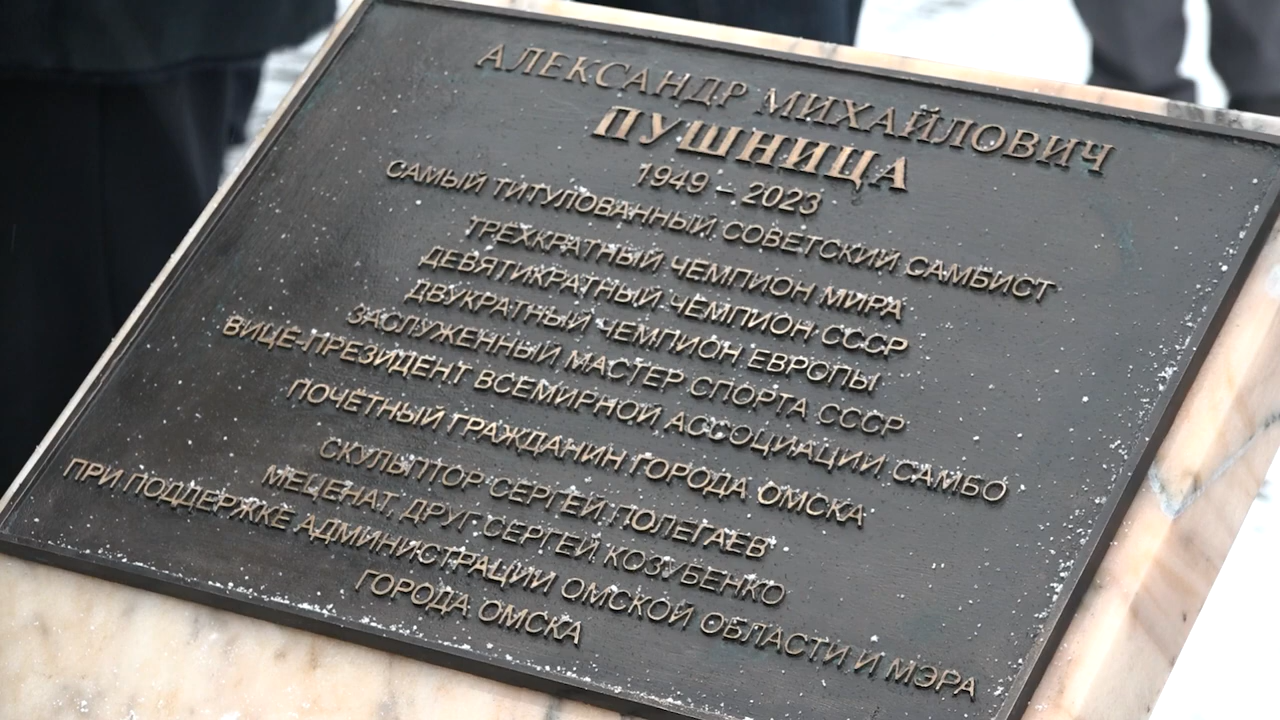 АЛЕКСАНДР МИХАЙЛОВИЧ
ПУШНИЦА
1949 – 2023
САМЫЙ ТИТУЛОВАННЫЙ СОВЕТСКИЙ САМБИСТ
ТРЕХКРАТНЫЙ ЧЕМПИОН МИРА
ДЕВЯТИКРАТНЫЙ ЧЕМПИОН СССР
ДВУКРАТНЫЙ ЧЕМПИОН ЕВРОПЫ
ЗАСЛУЖЕННЫЙ МАСТЕР СПОРТА СССР
ВИЦЕ-ПРЕЗИДЕНТ ВСЕМИРНОЙ АССОЦИАЦИИ САМБО
ПОЧЁТНЫЙ ГРАЖДАНИН ГОРОДА ОМСКА
СКУЛЬПТОР СЕРГЕЙ ПОЛЕГАЕВ
МЕЦЕНАТ, ДРУГ СЕРГЕЙ КОЗУБЕНКО
ПРИ ПОДДЕРЖКЕ АДМИНИСТРАЦИИ ОМСКОЙ ОБЛАСТИ И МЭРА
ГОРОДА ОМСКА